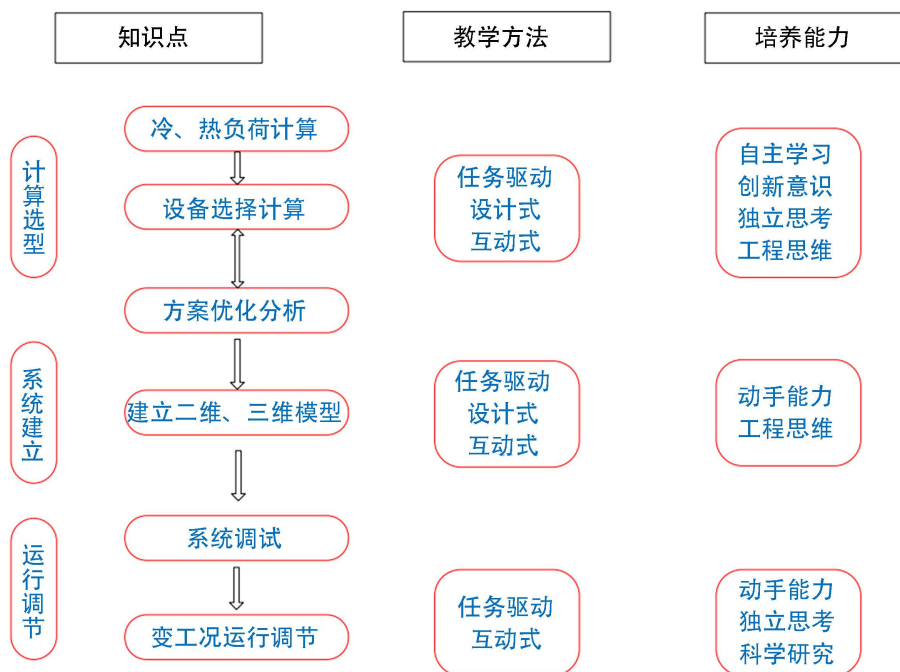 知识点
教学方法
培养能力
计算选型
冷、热负荷计算
设备选择计算
方案优化分析
任务驱动
设计式
互动式
自主学习
创新意识
独立思考
工程思维
系统建立
建立二维、三维模型
任务驱动
设计式
互动式
动手能力
工程思维
运行调节
系统调试
变工况运行调节
任务驱动
互动式
动手能力
独立思考
科学研究